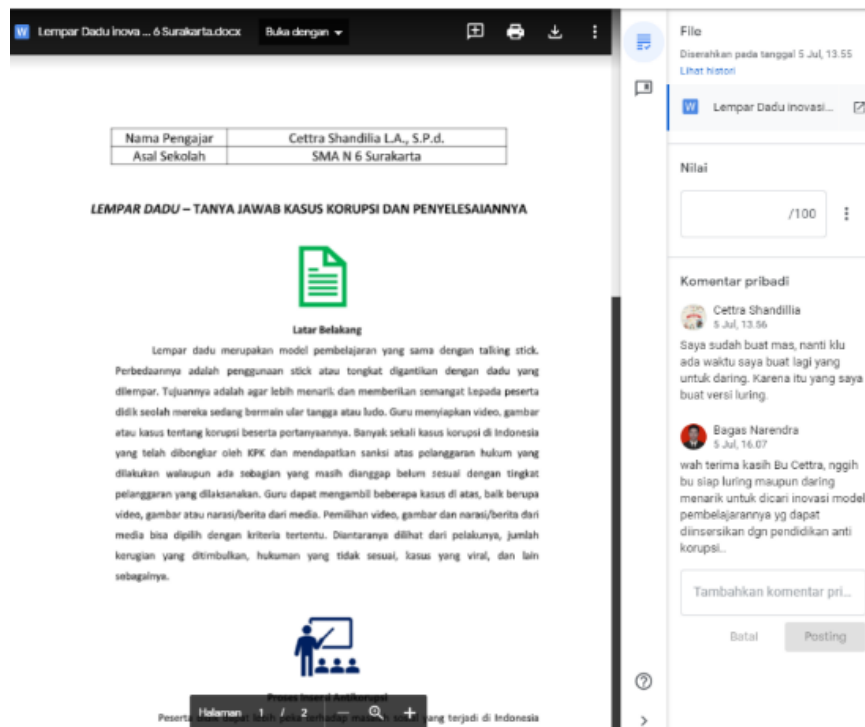 Lempar Dadu inova ... 6 Surakarta.docx
Buka dengan
Nama Pengajar Cettra Shandilia L.A., S.P.d.
Asal Sekolah SMA N 6 Surakarta
LEMPAR DADU – TANYA JAWAB KASUS KORUPSI DAN PENYELESAIANNYA
Latar Belakang
Lempar dadu merupakan model pembelajaran yang sama dengan talking stick.
Perbedaannya adalah penggunaan stick atau tongkat digantikan dengan dadu yang
dilempar. Tujuannya adalah agar lebih menarik dan memberikan semangat kepada peserta
didik seolah mereka sedang bermain ular tangga atau ludo. Guru menyiapkan video, gambar
atau kasus tentang korupsi beserta portanyaannya. Banyak sekali kasus korupsi di Indonesia
yang telah dibongkar oleh KPK dan mendapatkan sanksi atas pelanggaran hukum yang
dilakukan walaupun ada sebagian yang masih dianggap belum sesuai dengan tingkat
pelanggaran yang dilaksanakan. Guru dapat mengambil beberapa kasus di atas, baik berupa
video, gambar atau narasi/berita dari media. Pemilihan video, gambar dan narasi/berita dari
media bisa dipilih dengan kriteria tertentu. Diantaranya dilihat dari pelakunya, jumlah
kerugian yang ditimbulkan, hukuman yang tidak sesuai, kasus yang viral, dan lain
sebagainya.
Proses Insersi Antikorupsi
Peserta didik dapat lebih peka terhadap masalah sosial yang terjadi di Indonesia
Halaman 1 / 2
File
Diserahkan pada tanggal 5 Jul, 13.55
Lihat histori
Lempar Dadu inovasi...
Nilai
/100
Komentar pribadi
Cettra Shandillia
5 Jul, 13.56
Saya sudah buat mas, nanti klu
ada waktu saya buat lagi yang
untuk daring. Karena itu yang saya
buat versi luring.
Bagas Narendra
5 Jul, 16.07
wah terima kasih Bu Cettra, nggih
bu siap luring maupun daring
menarik untuk dicari inovasi model
pembelajarannya yg dapat
diinsersikan dgn pendidikan anti
korupsi..
Tambahkan komentar pri...
Batal
Posting